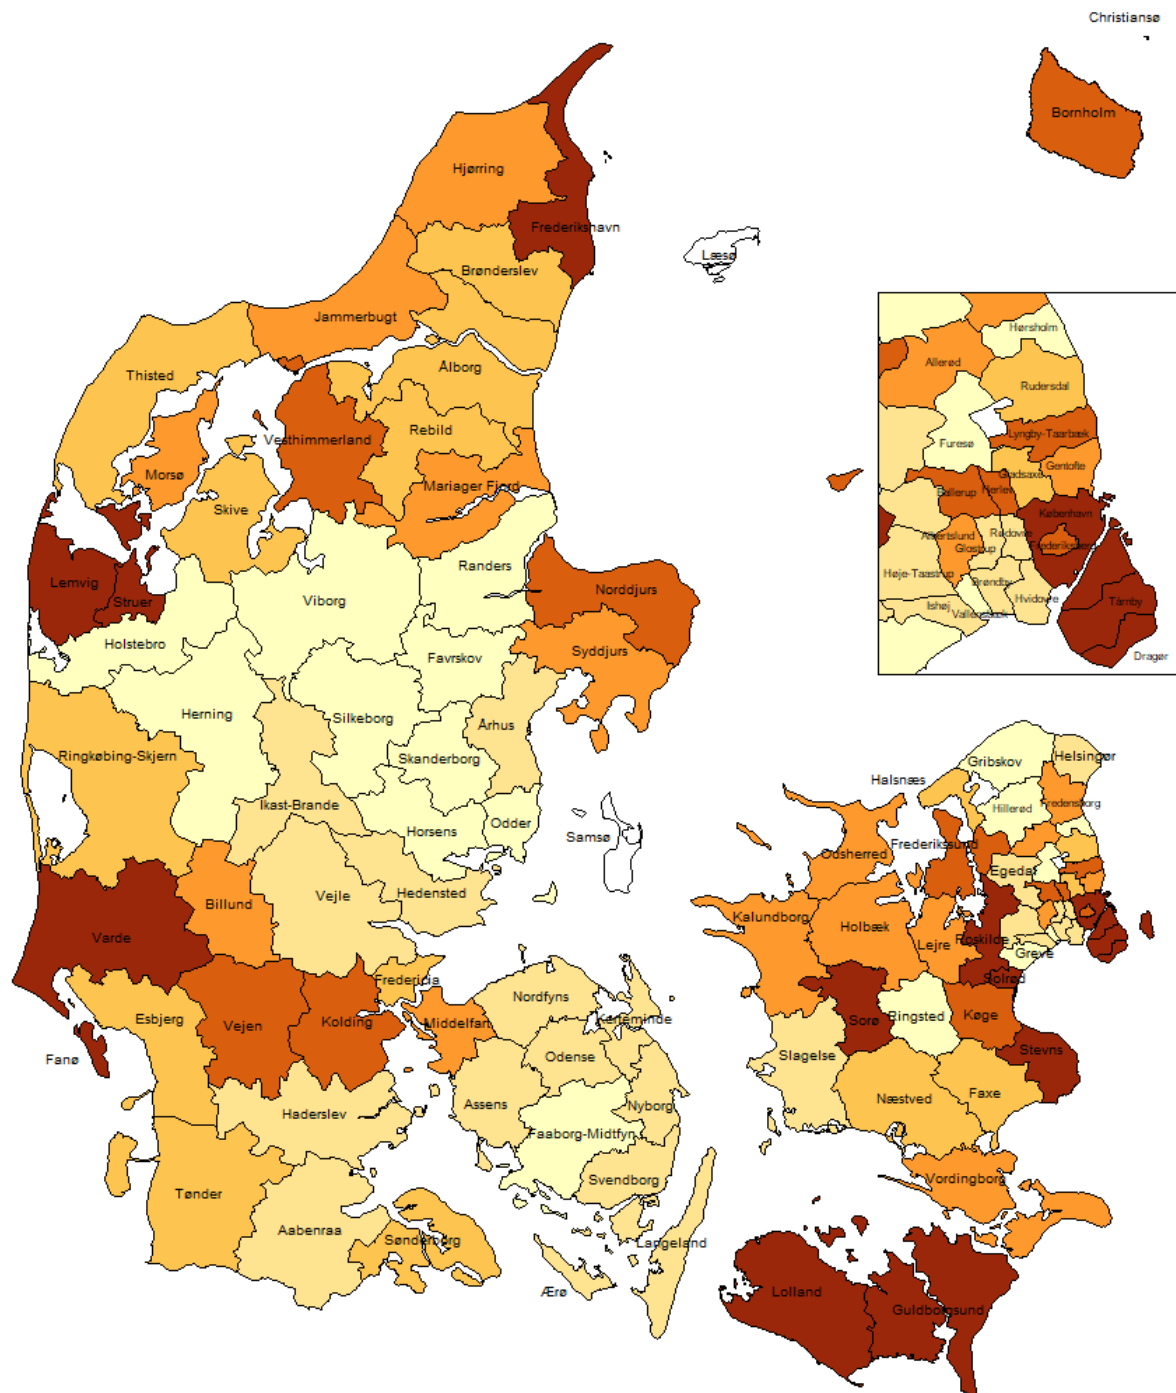 Christiansø
Bornholm
Hjørring
Frederikshavn
Læsø
Brønderslev
Jammerbugt
Ålborg
Thisted
Rebild
Vesthimmerland
Morsø
Mariager Fjord
Skive
Randers
Lemvig
Struer
Viborg
Norddjurs
Holstebro
Favrskov
Syddjurs
Herning
Silkeborg
Århus
Ringkøbing-Skjern
Skanderborg
Ikast-Brande
Horsens
Odder
Samsø
Hedensted
Vejle
Billund
Varde
Fredericia
Esbjerg
Vejen
Kolding
Middelfart
Nordfyns
Kerteminde
Fanø
Odense
Haderslev
Assens
Nyborg
Faaborg-Midtfyn
Svendborg
Tønder
Aabenraa
Sønderborg
Langeland
Ærø
Hørsholm
Allerød
Rudersdal
Furesø
Lyngby-Taarbæk
Gentofte
Gladsaxe
Ballerup
Herlev
København
Albertslund
Rødovre
Glostrup
Frederiksberg
Høje-Taastrup
Brøndby
Hvidovre
Ishøj
Vallensbæk
Tårnby
Dragør
Helsingør
Gribskov
Halsnæs
Hillerød
Fredensborg
Frederikssund
Odsherred
Egedal
Kalundborg
Holbæk
Lejre
Roskilde
Greve
Solrød
Sorø
Ringsted
Køge
Stevns
Slagelse
Næstved
Faxe
Vordingborg
Lolland
Guldborgsund